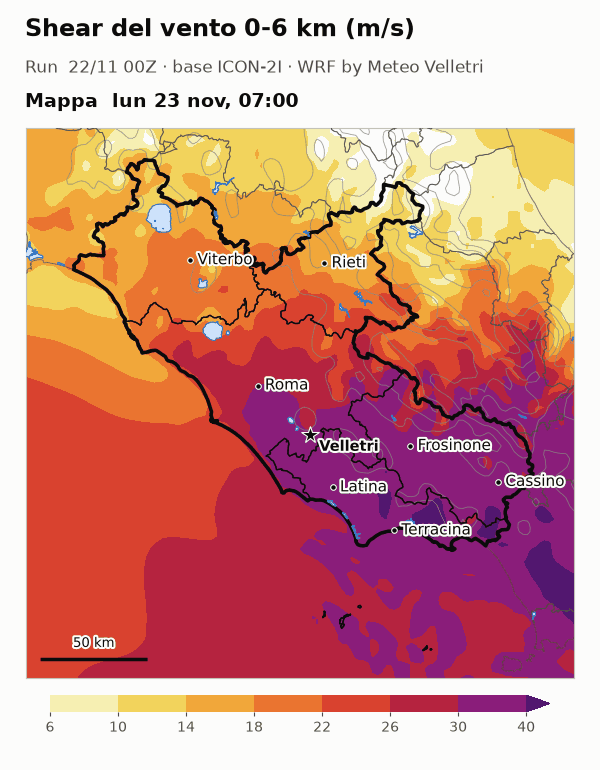 Shear del vento 0-6 km (m/s)
Run  22/11 00Z · base ICON-2I · WRF by Meteo Velletri
Mappa  lun 23 nov, 07:00
Viterbo
Rieti
Roma
Velletri
Frosinone
Latina
Cassino
Terracina
50 km
6 10 14 18 22 26 30 40